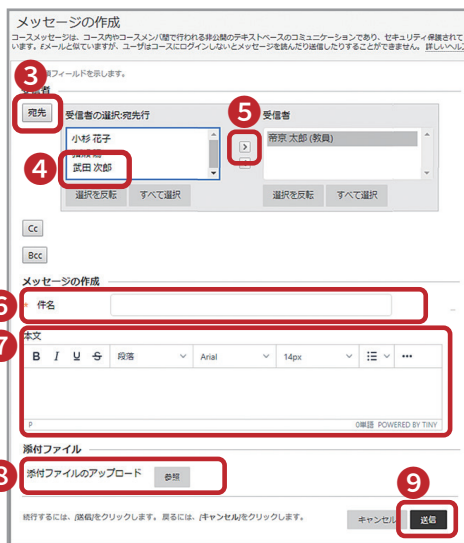 メッセージの作成
コースメッセージは、コース内やコースメンバ間で行われる非公開のテキストベースのコミュニケーションであり、セキュリティ保護されて
います。Eメールと似ていますが、ユーザはコースにログインしないとメッセージを読んだり送信したりすることができません。詳しいヘル
フィールドを示します。
3
宛先
受信者の選択:宛先行
5
受信者
小杉 花子
帝京 太郎 (教員)
>
4
武田 次郎
選択を反転 すべて選択
選択を反転 すべて選択
Cc
Bcc
メッセージの作成
6
* 件名
7
本文
B I U S 段落 Arial 14px •••
P
0単語 POWERED BY TINY
添付ファイル
8
添付ファイルのアップロード 参照
9
続行するには、[送信]をクリックします。戻るには、[キャンセル]をクリックします。
キャンセル 送信